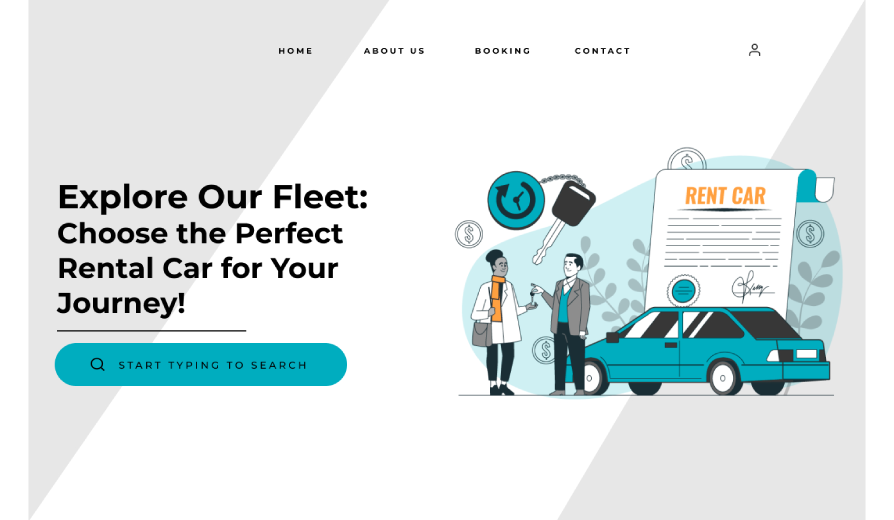 HOME ABOUT US BOOKING CONTACT
Explore Our Fleet:
Choose the Perfect
Rental Car for Your
Journey!
START TYPING TO SEARCH
RENT CAR